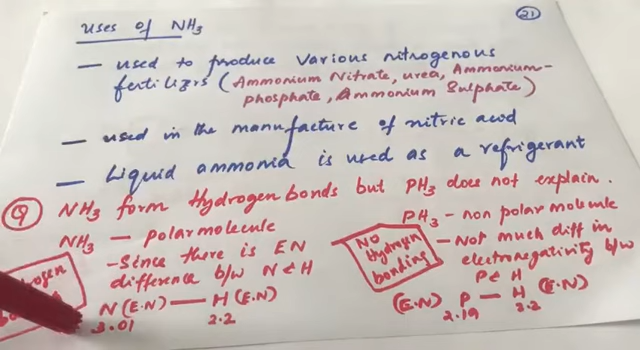 21
Uses of NH3
— used to produce various nitrogenous
fertilizrs (Ammonium Nitrate, urea, Ammonium-
phosphate, Ammonium Sulphate)
— used in the manufacture of nitric acid
— Liquid ammonia is used as a refrigerant
Q NH3 form Hydrogen bonds but PH3 does not explain.
NH3 — polar molecule
- Since there is EN
difference b/w N & H
N (E.N) — H (E.N)
3.01 2.2
No
Hydrogen
bonding
PH3 - non polar molecule
- Not much diff in
electronegativity b/w
P & H
(E.N) P — H (E.N)
2.19 2.2